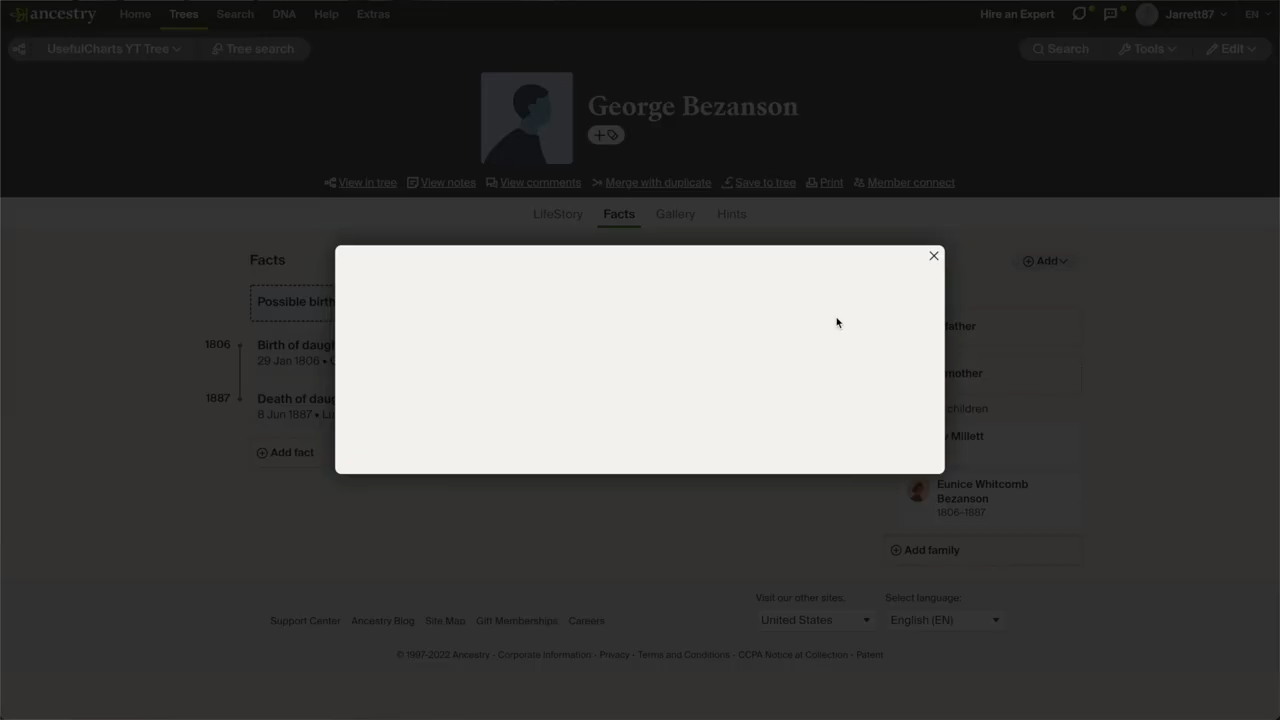 ancestry Home Trees Search DNA Help Extras Hire an Expert Jarrett87 EN
UsefulCharts YT Tree Tree search Search Tools Edit
George Bezanson
View in tree View notes View comments Merge with duplicate Save to tree Print Member connect
LifeStory Facts Gallery Hints
Facts
Add
Possible birth
father
1806 Birth of
29 Jan 1806 •
mother
1887 Death of
8 Jun 1887 •
children
Millett
Add fact
Eunice Whitcomb
Bezanson
1806–1887
Add family
Visit our other sites: Select language:
Support Center Ancestry Blog Site Map Gift Memberships Careers United States English (EN)
© 1997-2022 Ancestry - Corporate Information - Privacy - Terms and Conditions - CCPA Notice at Collection - Patent